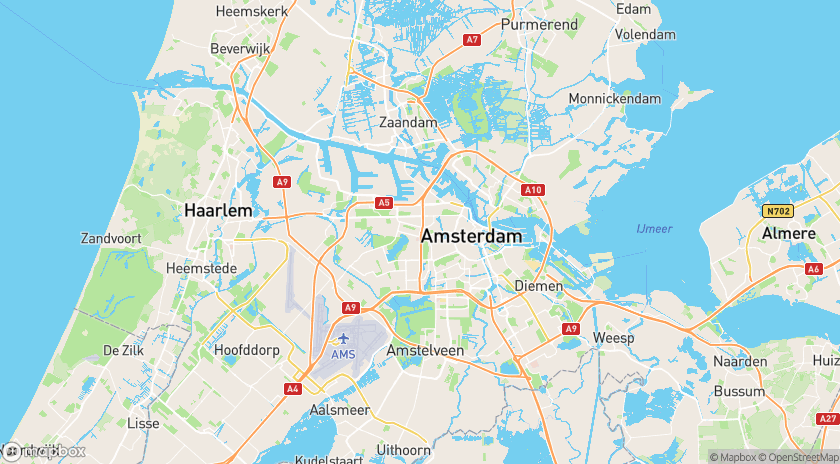 Heemskerk
Edam
Purmerend
Volendam
A7
Beverwijk
Monnickendam
Zaandam
A9
A10
A5
N702
Haarlem
IJmeer
Almere
Zandvoort
Amsterdam
Heemstede
A6
Diemen
A9
A9
Weesp
AMS
De Zilk
Hoofddorp
Amstelveen
Naarden
Huiz
A4
Bussum
Aalsmeer
A27
Lisse
Uithoorn
mapbox
Kudelstaart
© Mapbox © OpenStreetMap